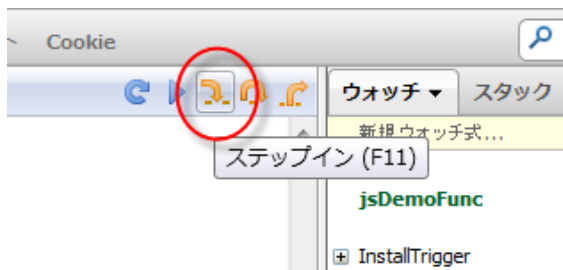 Cookie
ウォッチ
スタック
新規ウォッチ式...
ステップイン (F11)
jsDemoFunc
InstallTrigger